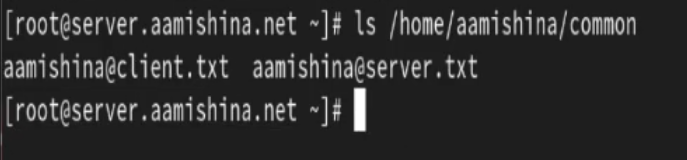 [root@server.aamishina.net ~]# ls /home/aamishina/common
aamishina@client.txt  aamishina@server.txt
[root@server.aamishina.net ~]#